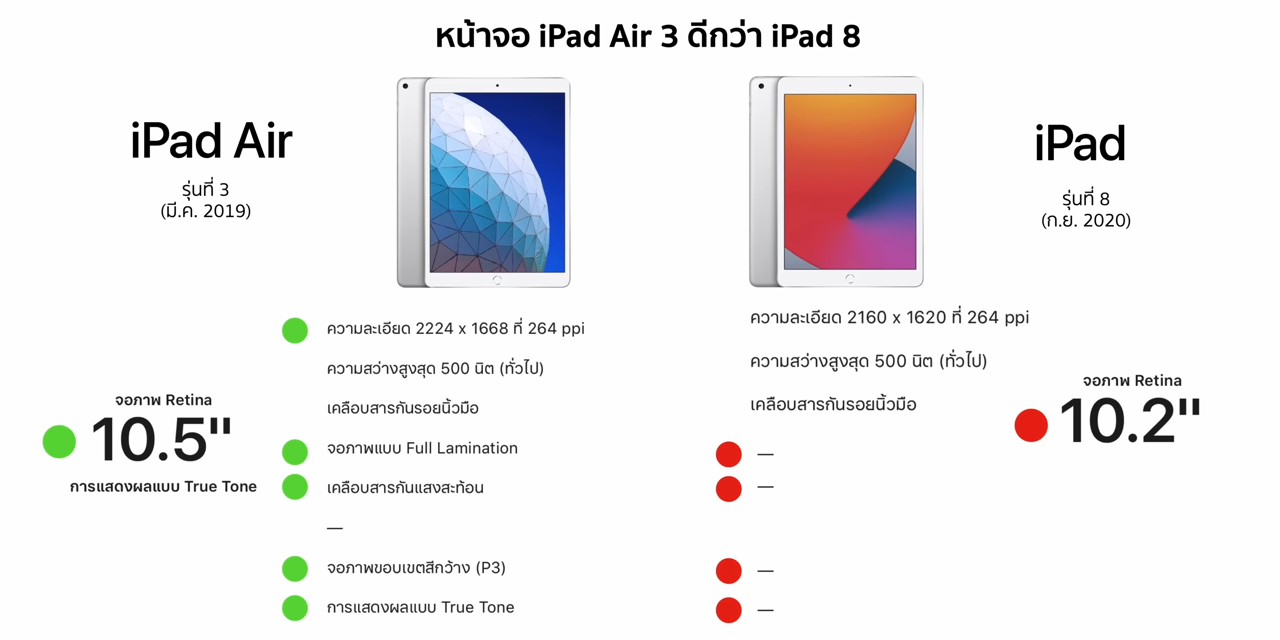 หน้าจอ iPad Air 3 ดีกว่า iPad 8
iPad Air
รุ่นที่ 3
(มี.ค. 2019)
iPad
รุ่นที่ 8
(ก.ย. 2020)
จอภาพ Retina
10.5"
การแสดงผลแบบ True Tone
ความละเอียด 2224 x 1668 ที่ 264 ppi
ความสว่างสูงสุด 500 นิต (ทั่วไป)
เคลือบสารกันรอยนิ้วมือ
จอภาพแบบ Full Lamination
เคลือบสารกันแสงสะท้อน
—
จอภาพขอบเขตสีกว้าง (P3)
การแสดงผลแบบ True Tone
ความละเอียด 2160 x 1620 ที่ 264 ppi
ความสว่างสูงสุด 500 นิต (ทั่วไป)
เคลือบสารกันรอยนิ้วมือ
—
—
—
—
จอภาพ Retina
10.2"